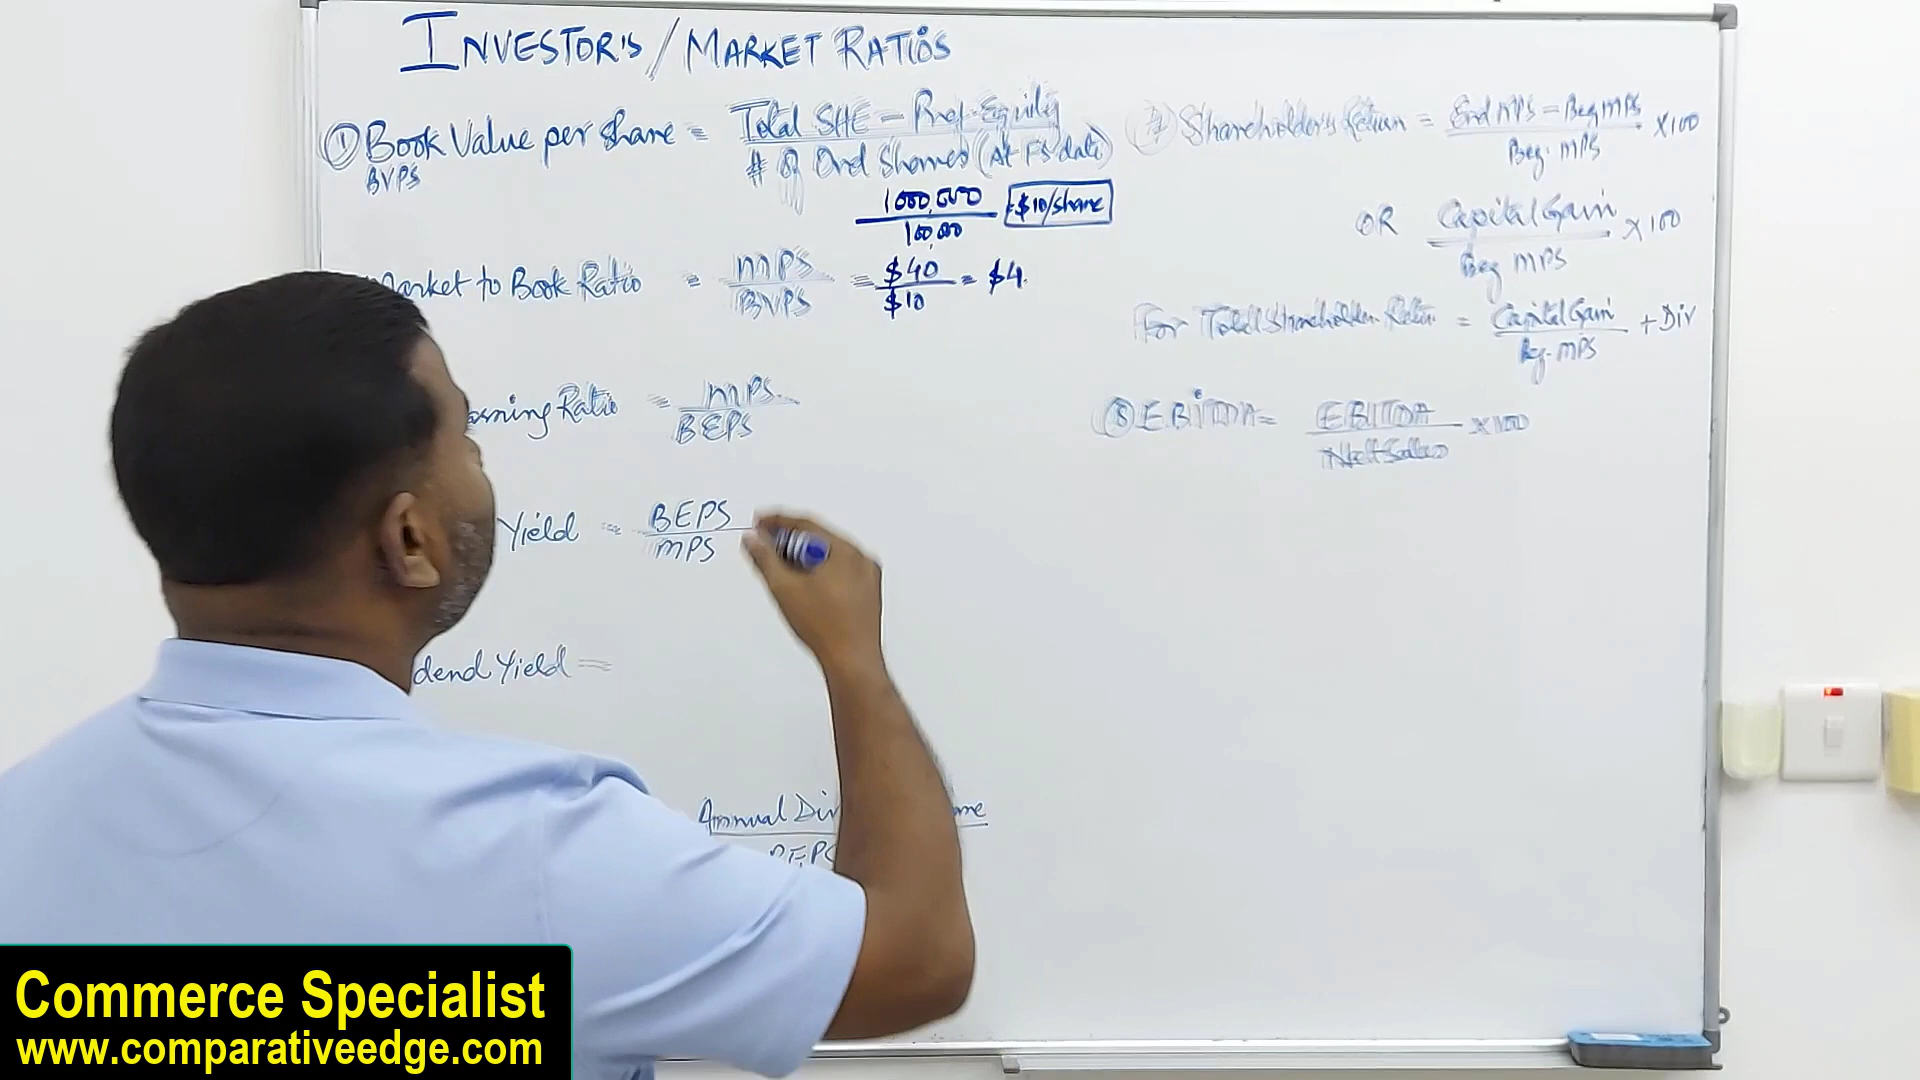 INVESTOR'S / MARKET RATIOS
① Book Value per share = Total SHE - Pref. Equity
# of Ord Shares (At FS date)
BVPS
1000,000 = $10/share
100,00
Market to Book Ratio = MPS = $40 = $4.
BVPS $10
arning Ratio = MPS
BEPS
Yield = BEPS
MPS
dend Yield =
Annual Div
BEPS
⑦ Shareholder's Return = End MPS - Beg MPS x 100
Beg. MPS
OR Capital Gain x 100
Beg MPS
For Total Shareholder Return = Capital Gain + Div
Beg. MPS
⑧ EBITDA = EBITDA x 100
Net Sales
Commerce Specialist
www.comparativeedge.com